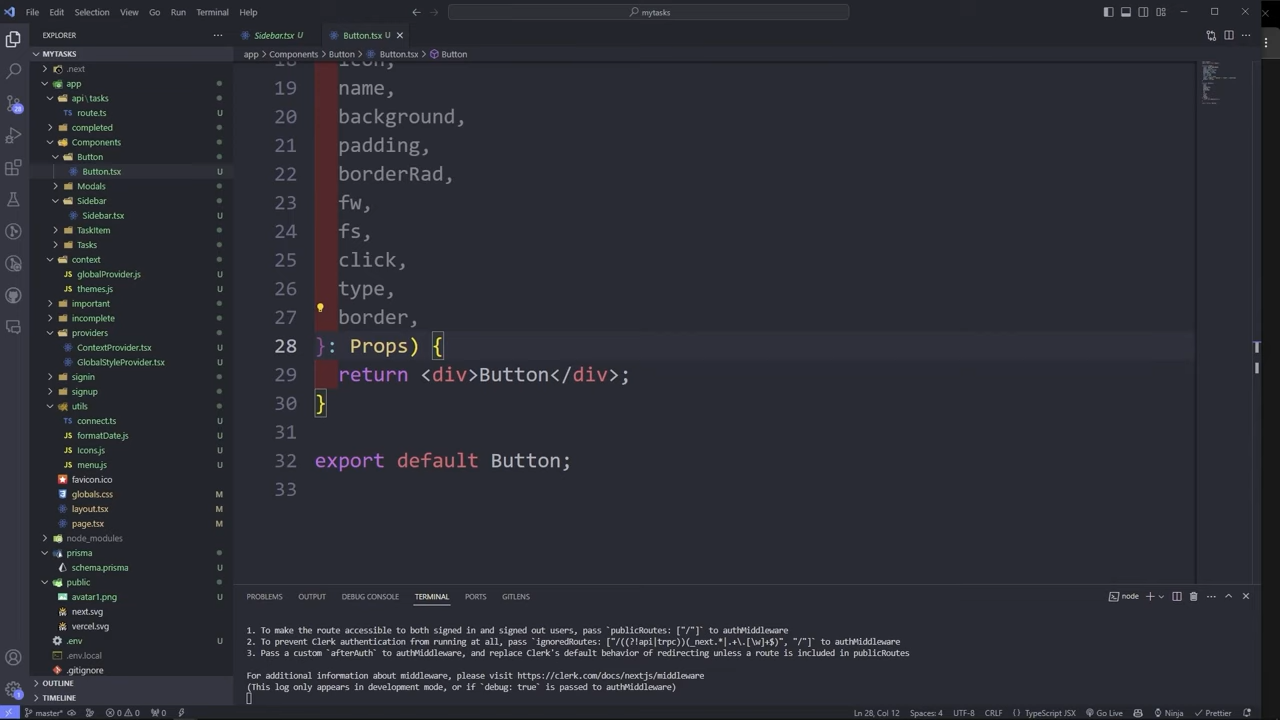 File Edit Selection View Go Run Terminal Help
mytasks
EXPLORER
Sidebar.tsx U
Button.tsx U
MYTASKS
app > Components > Button > Button.tsx > Button
.next
app
api\tasks
route.ts U
completed
Components
Button
Button.tsx U
Modals
Sidebar
Sidebar.tsx U
TaskItem
Tasks
context
globalProvider.js U
themes.js U
important
incomplete
providers
ContextProvider.tsx U
GlobalStyleProvider.tsx U
signin
signup
utils
connect.ts U
formatDate.js U
Icons.js U
menu.js U
favicon.ico
globals.css M
layout.tsx M
page.tsx M
node_modules
prisma
schema.prisma U
public
avatar1.png U
next.svg
vercel.svg
.env U
.env.local
.gitignore
OUTLINE
TIMELINE
18 icon,
19 name,
20 background,
21 padding,
22 borderRad,
23 fw,
24 fs,
25 click,
26 type,
27 border,
28 }: Props) {
29 return <div>Button</div>;
30 }
31
32 export default Button;
33
PROBLEMS OUTPUT DEBUG CONSOLE TERMINAL PORTS GITLENS
node
1. To make the route accessible to both signed in and signed out users, pass `publicRoutes: ["/"]` to authMiddleware
2. To prevent Clerk authentication from running at all, pass `ignoredRoutes: ["/((?!api|trpc))(_next.*|.+\.[\w]+$)", "/"]` to authMiddleware
3. Pass a custom `afterAuth` to authMiddleware, and replace Clerk's default behavior of redirecting unless a route is included in publicRoutes
For additional information about middleware, please visit https://clerk.com/docs/nextjs/middleware
(This log only appears in development mode, or if `debug: true` is passed to authMiddleware)
master* 0 0 0 Ln 28, Col 12 Spaces: 4 UTF-8 CRLF TypeScript JSX Go Live Ninja Prettier